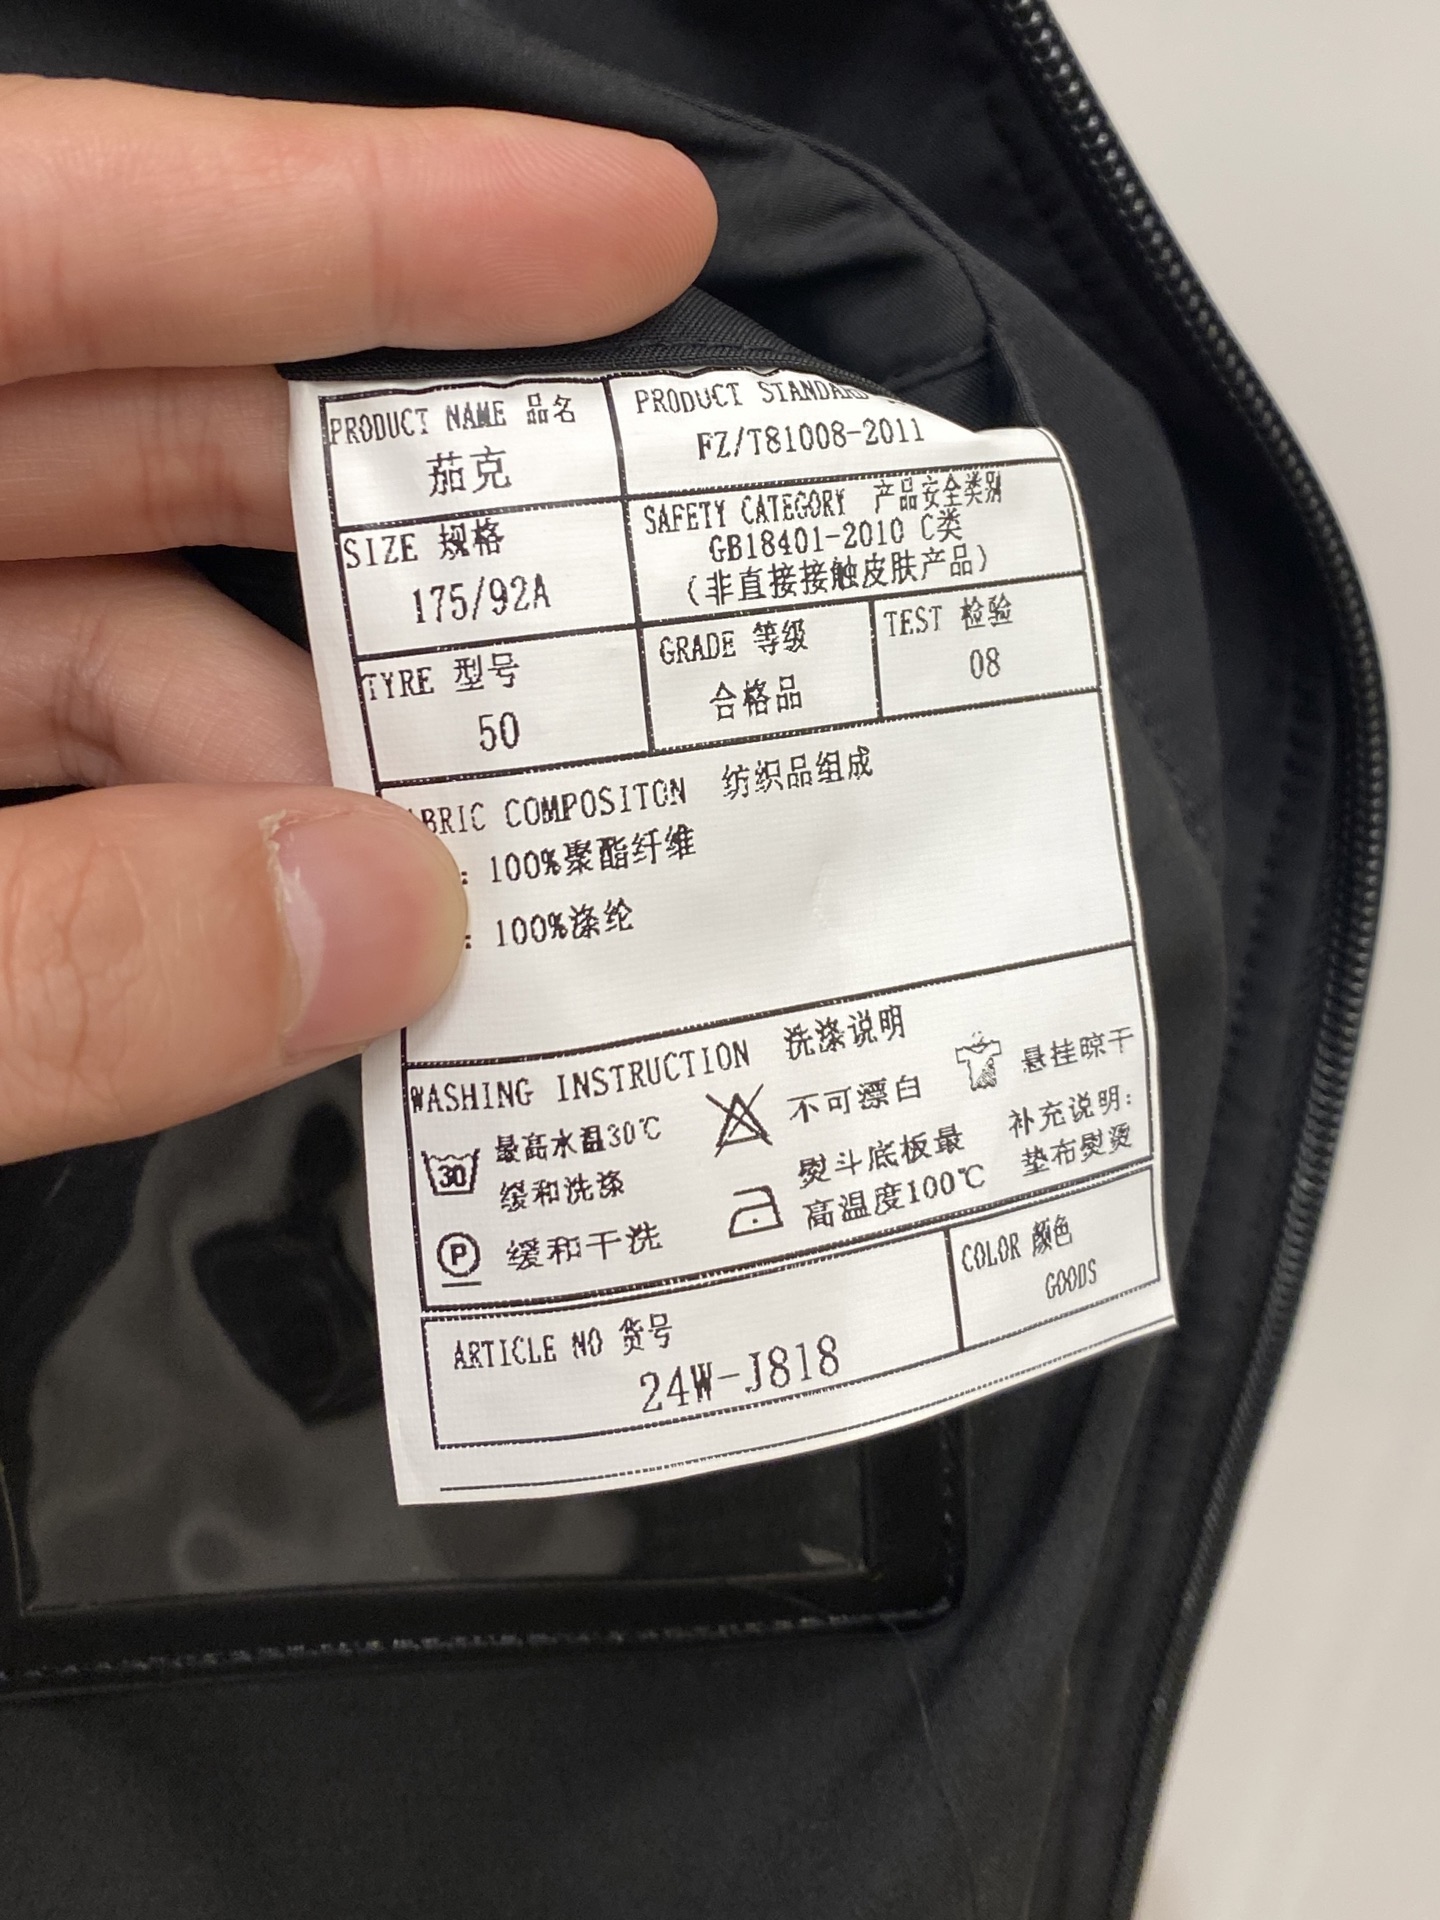 PRODUCT NAME 品名
茄克
PRODUCT STANDARD
FZ/T81008-2011
SIZE 规格
175/92A
SAFETY CATEGORY 产品安全类别
GB18401-2010 C类
(非直接接触皮肤产品)
TYRE 型号
50
GRADE 等级
合格品
TEST 检验
08
ABRIC COMPOSITON 纺织品组成
: 100%聚酯纤维
: 100%涤纶
WASHING INSTRUCTION 洗涤说明
30
最高水温30℃
缓和洗涤
不可漂白
悬挂晾干
P
缓和干洗
熨斗底板最
高温度100℃
补充说明:
垫布熨烫
ARTICLE NO 货号
24W-J818
COLOR 颜色
GOODS